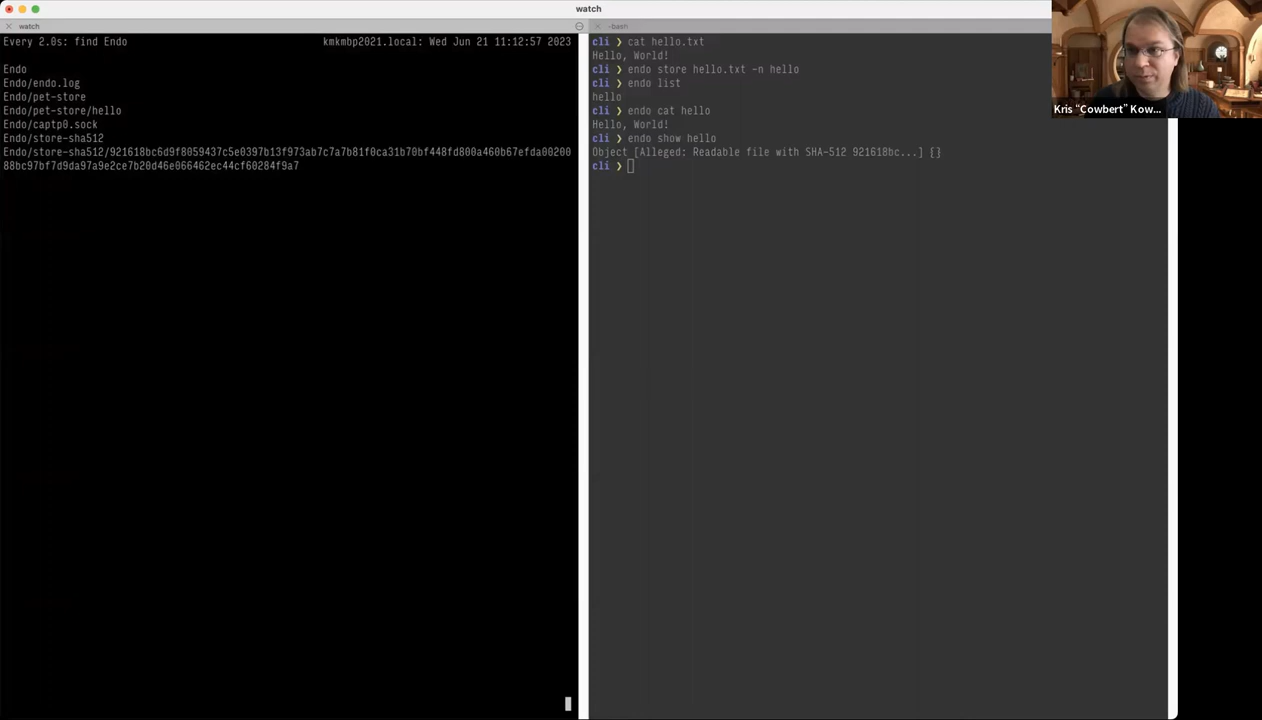 watch
watch
~bash
Every 2.0s: find Endo
kmkmbp2021.local: Wed Jun 21 11:12:57 2023
Endo
Endo/endo.log
Endo/pet-store
Endo/pet-store/hello
Endo/captp0.sock
Endo/store-sha512
Endo/store-sha512/921618bc6d9f8059437c5e0397b13f973ab7c7a7b81f0ca31b70bf448fd800a460b67efda00200
88bc97bf7d9da97a9e2ce7b20d46e066462ec44cf60284f9a7
cli ❯ cat hello.txt
Hello, World!
cli ❯ endo store hello.txt -n hello
cli ❯ endo list
hello
cli ❯ endo cat hello
Hello, World!
cli ❯ endo show hello
Object [Alleged: Readable file with SHA-512 921618bc...] {}
cli ❯
Kris "Cowbert" Kow...